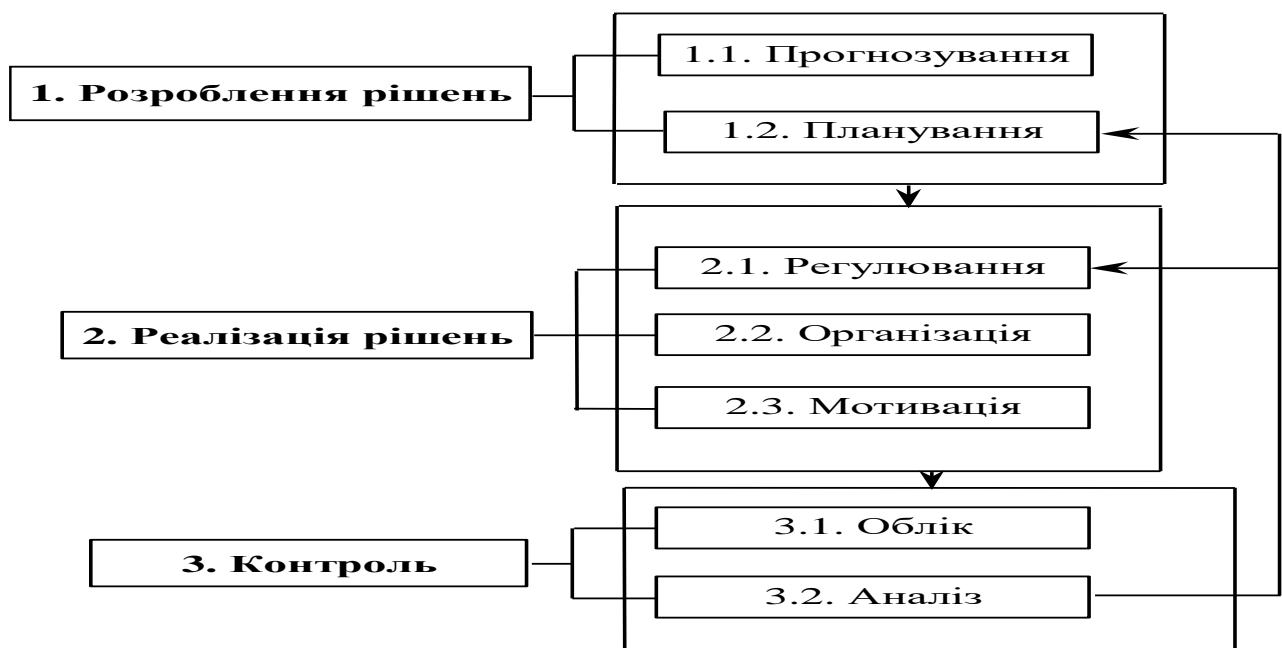 1.1. Прогнозування
1. Розроблення рішень
1.2. Планування
2.1. Регулювання
2. Реалізація рішень
2.2. Організація
2.3. Мотивація
3.1. Облік
3. Контроль
3.2. Аналіз